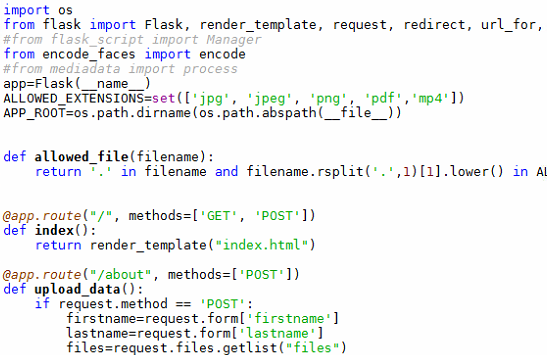 import os
from flask import Flask, render_template, request, redirect, url_for,
#from flask_script import Manager
from encode_faces import encode
#from mediadata import process
app=Flask(__name__)
ALLOWED_EXTENSIONS=set(['jpg', 'jpeg', 'png', 'pdf','mp4'])
APP_ROOT=os.path.dirname(os.path.abspath(__file__))
def allowed_file(filename):
    return '.' in filename and filename.rsplit('.',1)[1].lower() in AL
@app.route("/", methods=['GET', 'POST'])
def index():
    return render_template("index.html")
@app.route("/about", methods=['POST'])
def upload_data():
    if request.method == 'POST':
        firstname=request.form['firstname']
        lastname=request.form['lastname']
        files=request.files.getlist("files")